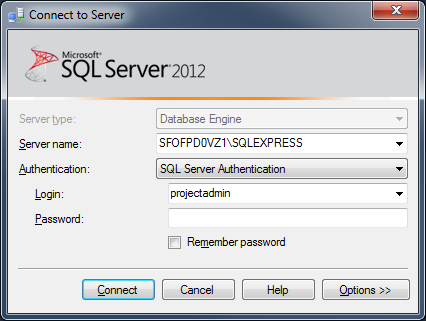 Connect to Server
Microsoft
SQL Server 2012
Server type: Database Engine
Server name: SFOFPD0VZ1\SQLEXPRESS
Authentication: SQL Server Authentication
Login: projectadmin
Password:
Remember password
Connect Cancel Help Options >>